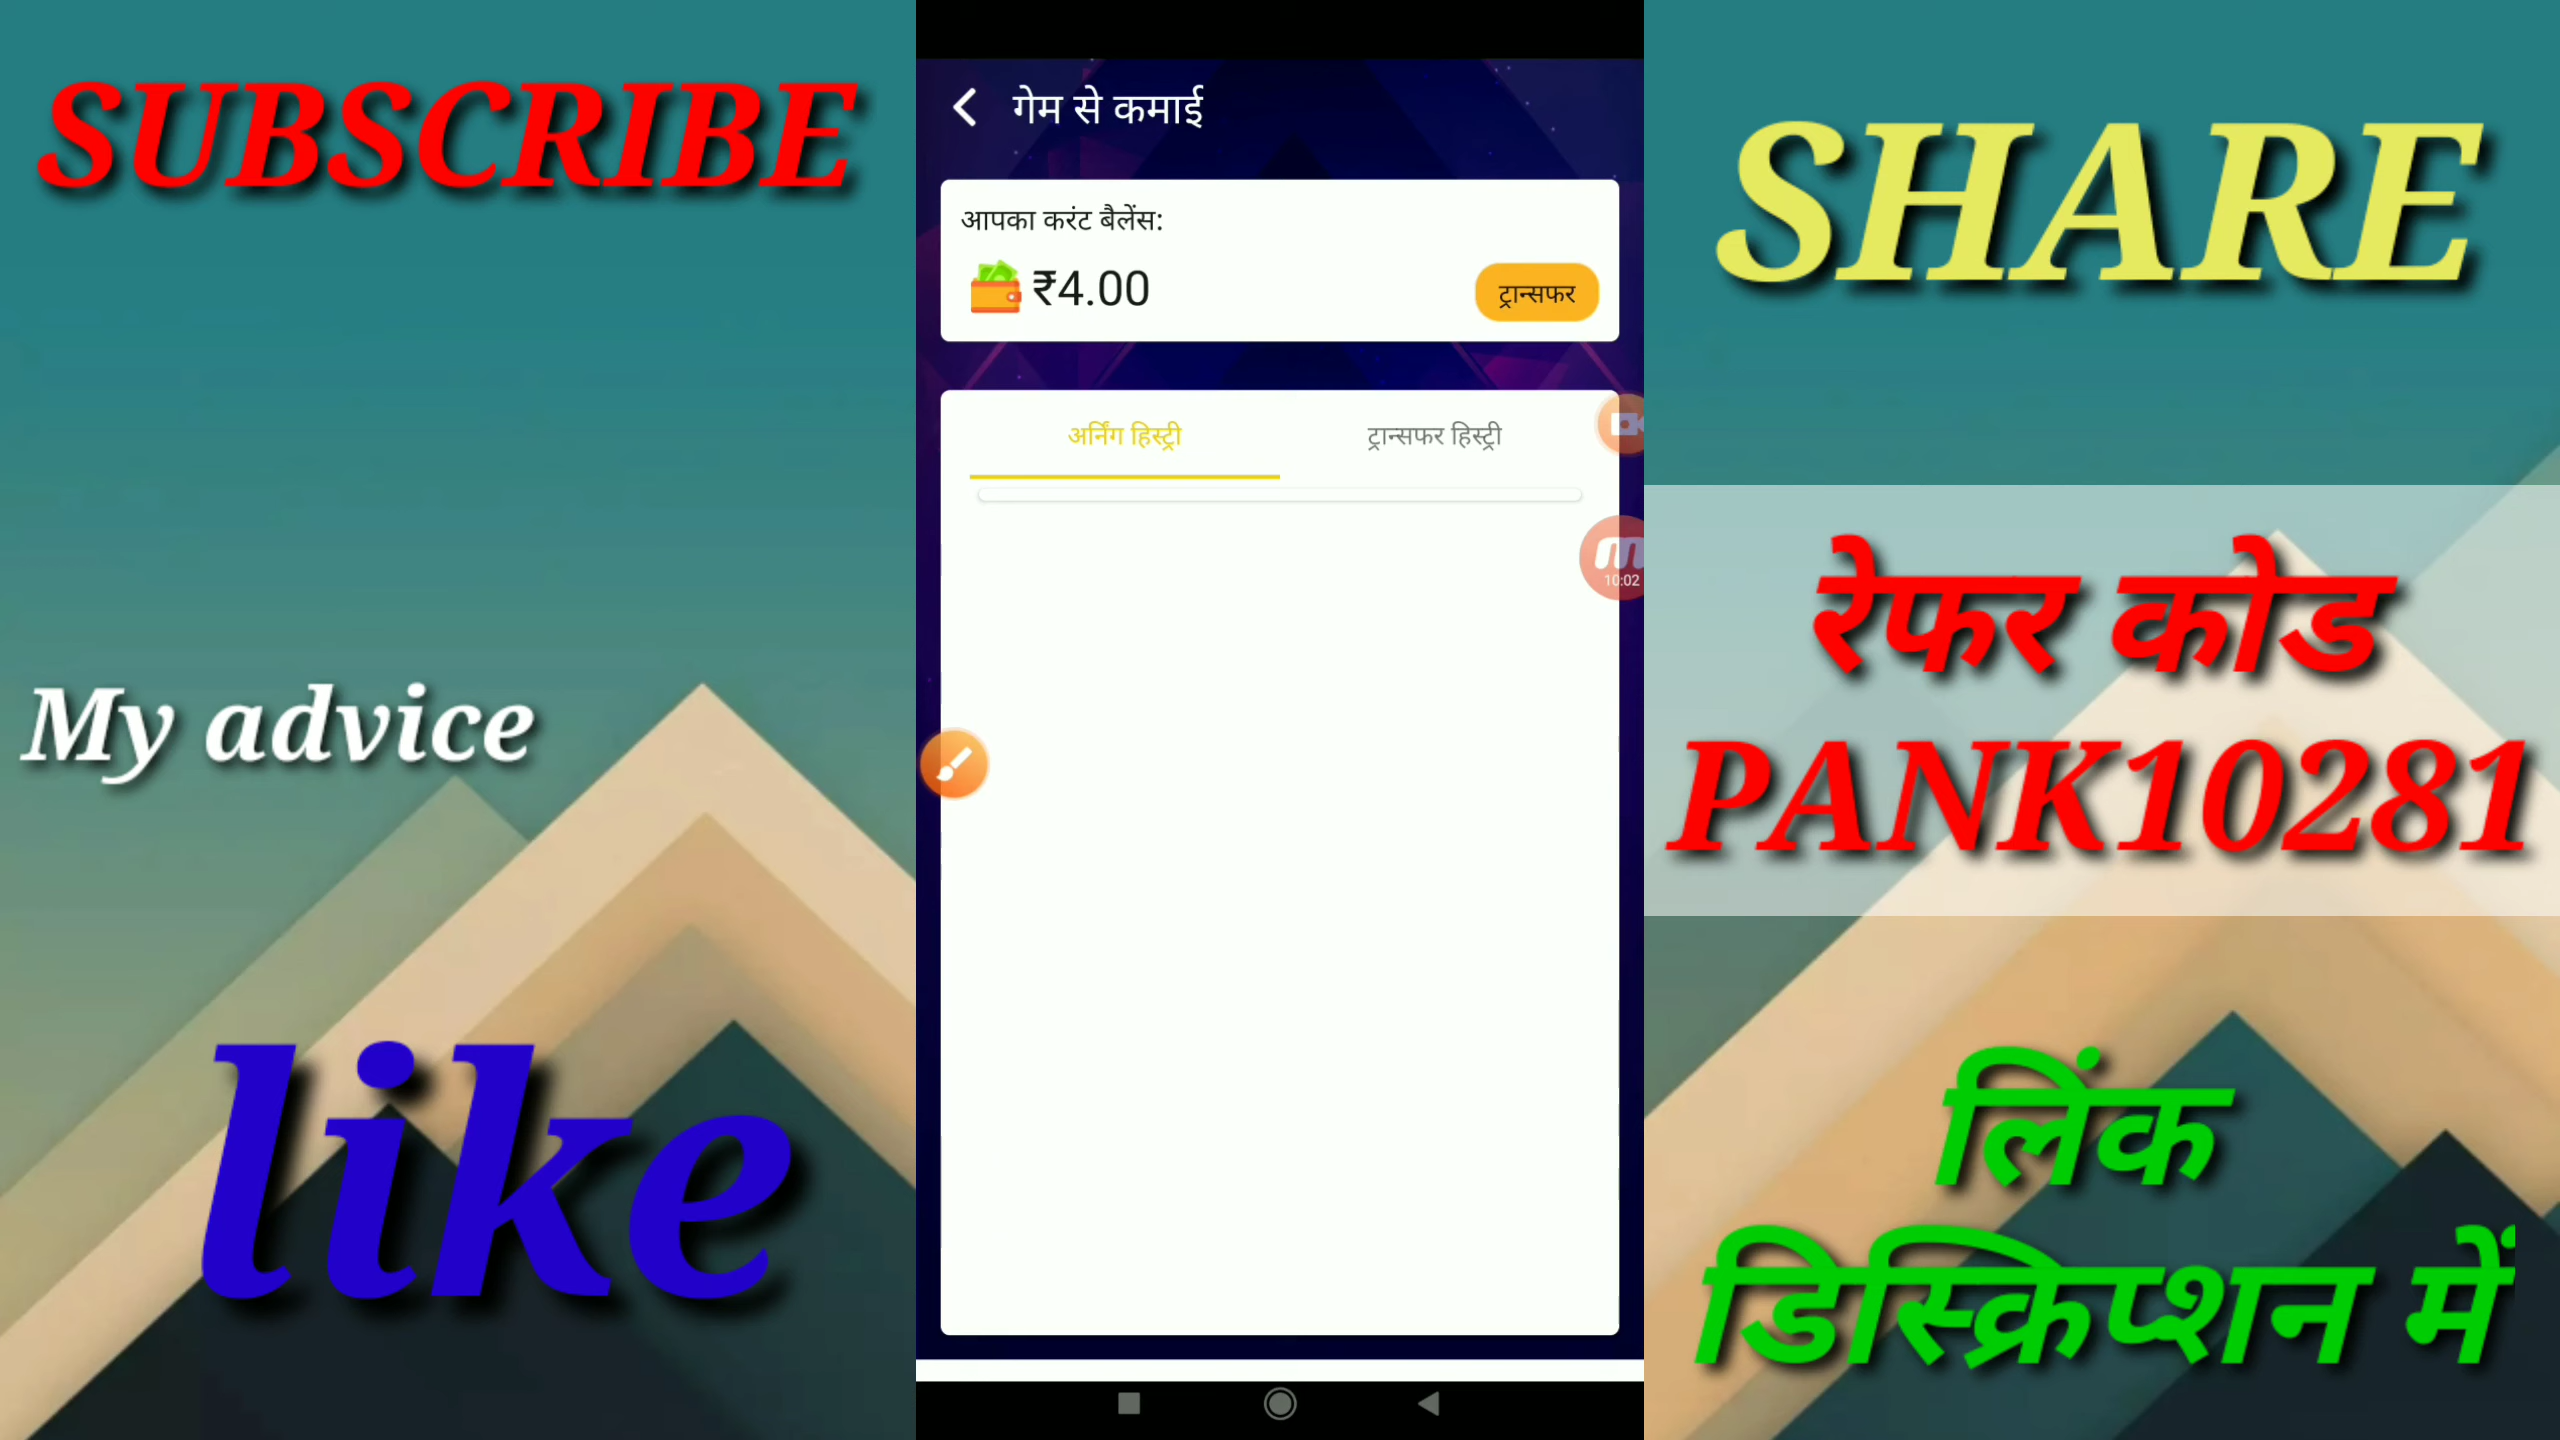 SUBSCRIBE
My advice
like
गेम से कमाई
आपका करंट बैलेंस:
₹4.00
ट्रान्सफर
अर्निंग हिस्ट्री
ट्रान्सफर हिस्ट्री
10:02
SHARE
रेफर कोड
PANK10281
लिंक
डिस्क्रिप्शन में